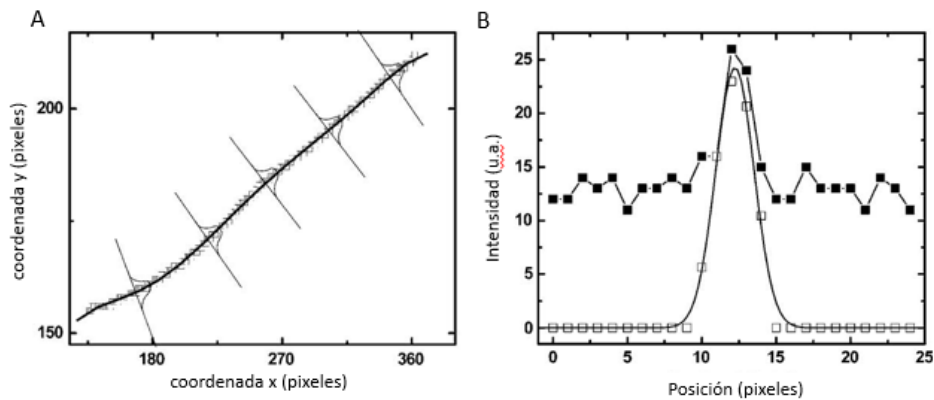 A
B
200
150
180
270
360
coordenada y (pixeles)
coordenada x (pixeles)
25
20
15
10
5
0
0
5
10
15
20
25
Intensidad (u.a.)
Posición (pixeles)